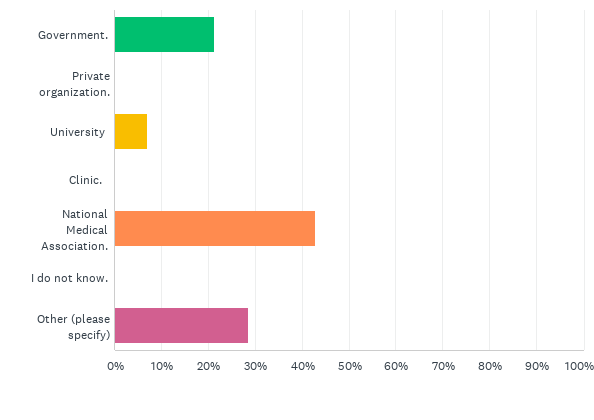 Government.
Private
organization.
University
Clinic.
National
Medical
Association.
I do not know.
Other (please
specify)
0% 10% 20% 30% 40% 50% 60% 70% 80% 90% 100%